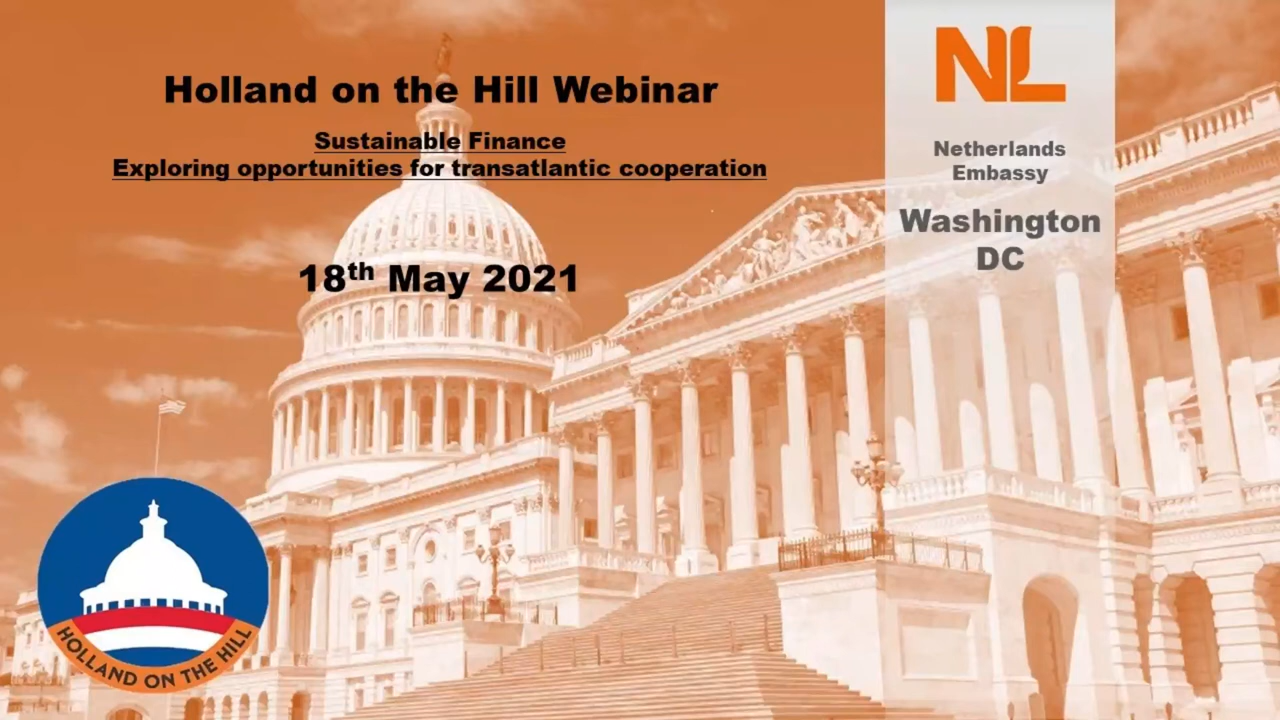 Holland on the Hill Webinar
Sustainable Finance
Exploring opportunities for transatlantic cooperation
18th May 2021
NL
Netherlands
Embassy
Washington
DC
HOLLAND ON THE HILL